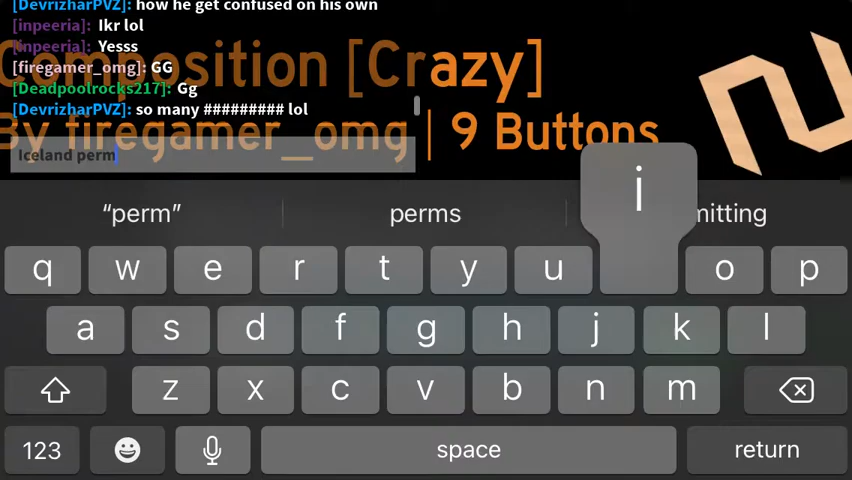 [DevrizharPVZ]: how he get confused on his own
[inpeeria]: Ikr lol
[inpeeria]: Yesss
[firegamer_omg]: GG
[Deadpoolrocks217]: Gg
[DevrizharPVZ]: so many ######### lol
Composition [Crazy]
By firegamer_omg | 9 Buttons
Iceland perm
i
“perm” perms mitting
q w e r t y u o p
a s d f g h j k l
z x c v b n m
123 space return